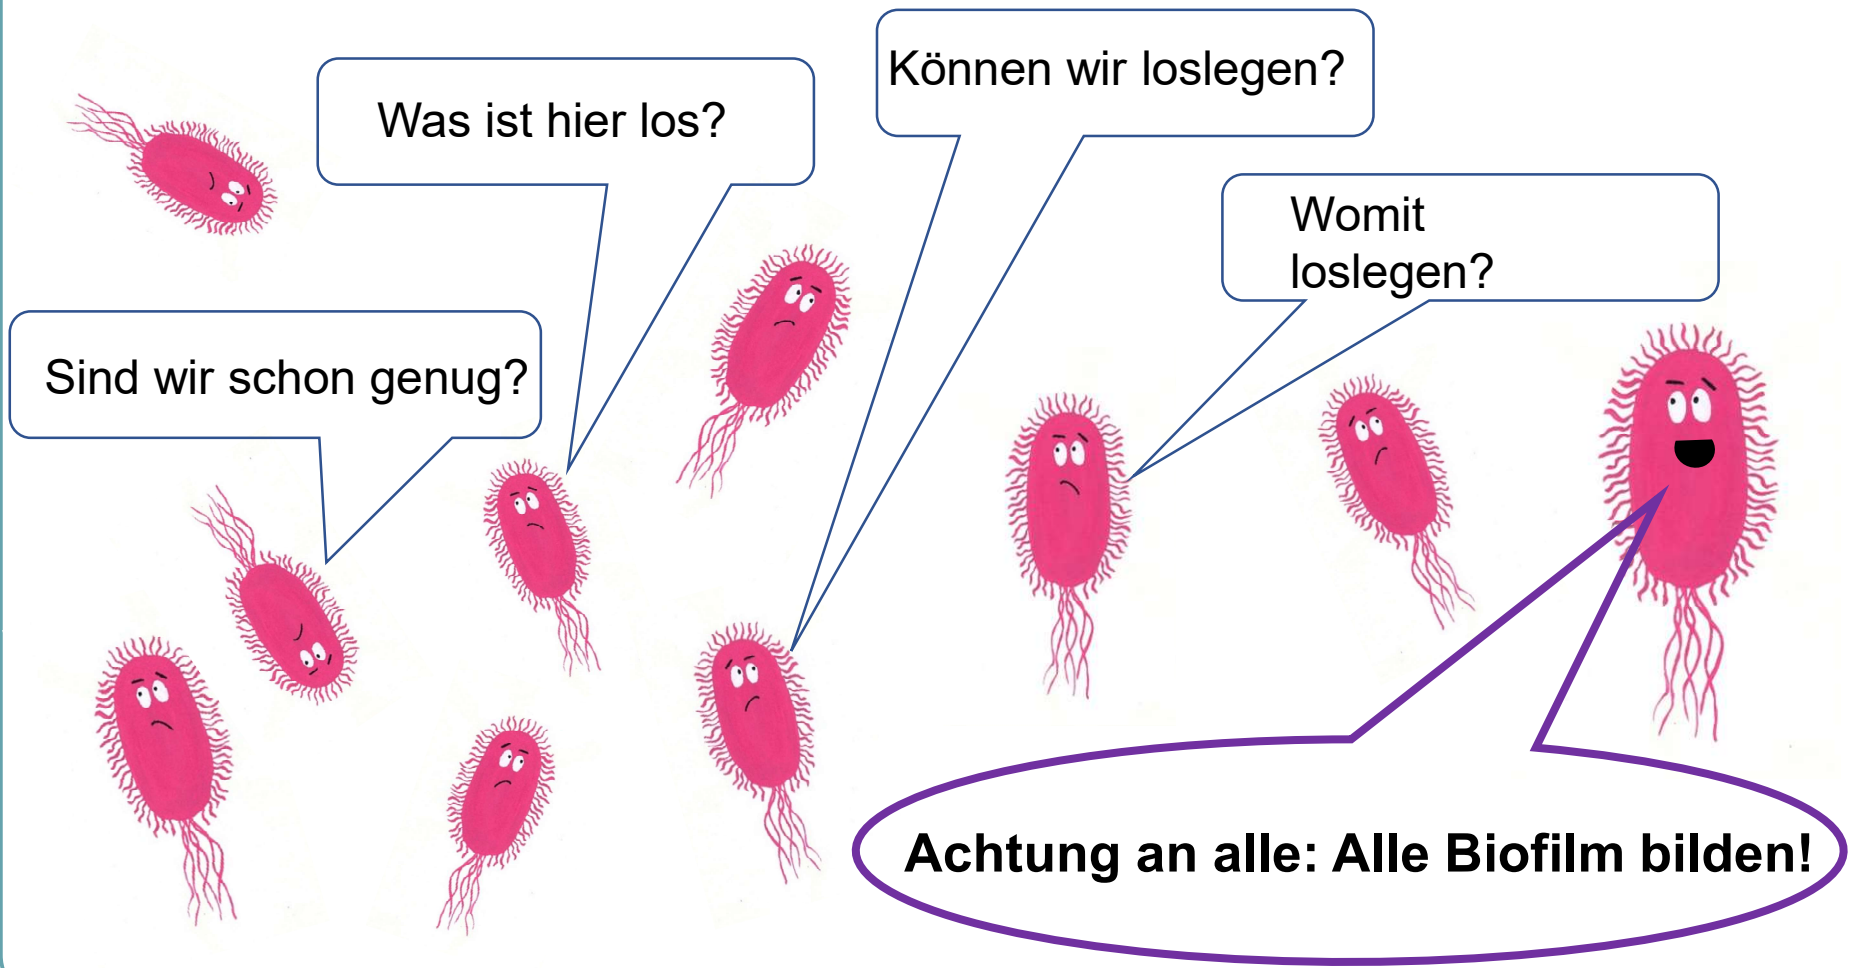 Können wir loslegen?
Was ist hier los?
Womit
loslegen?
Sind wir schon genug?
Achtung an alle: Alle Biofilm bilden!